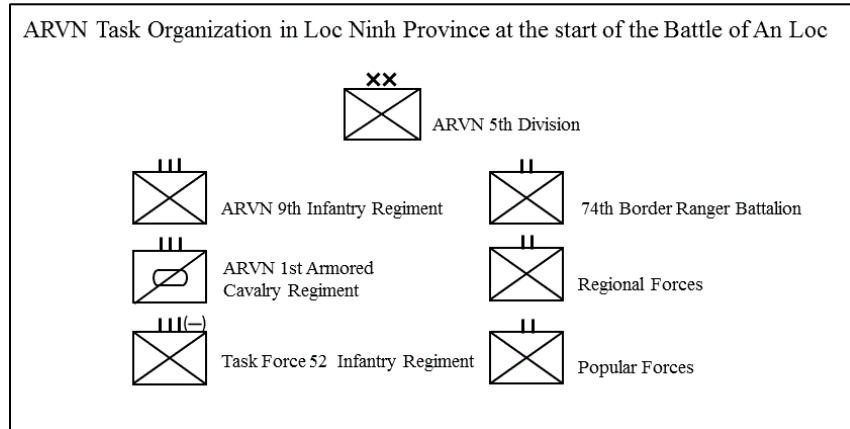 ARVN Task Organization in Loc Ninh Province at the start of the Battle of An Loc
ARVN 5th Division
ARVN 9th Infantry Regiment
74th Border Ranger Battalion
ARVN 1st Armored
Cavalry Regiment
Regional Forces
(—)
Task Force 52 Infantry Regiment
Popular Forces